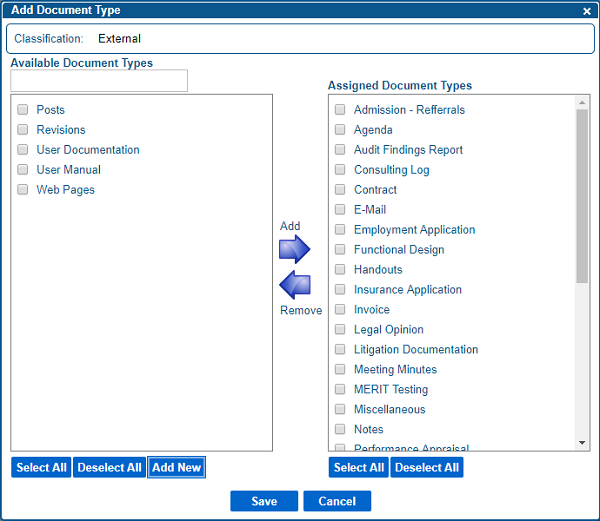 Add Document Type
Classification: External
Available Document Types
Posts
Revisions
User Documentation
User Manual
Web Pages
Select All Deselect All Add New
Add
Remove
Assigned Document Types
Admission - Refferrals
Agenda
Audit Findings Report
Consulting Log
Contract
E-Mail
Employment Application
Functional Design
Handouts
Insurance Application
Invoice
Legal Opinion
Litigation Documentation
Meeting Minutes
MERIT Testing
Miscellaneous
Notes
Performance Appraisal
Select All Deselect All
Save Cancel